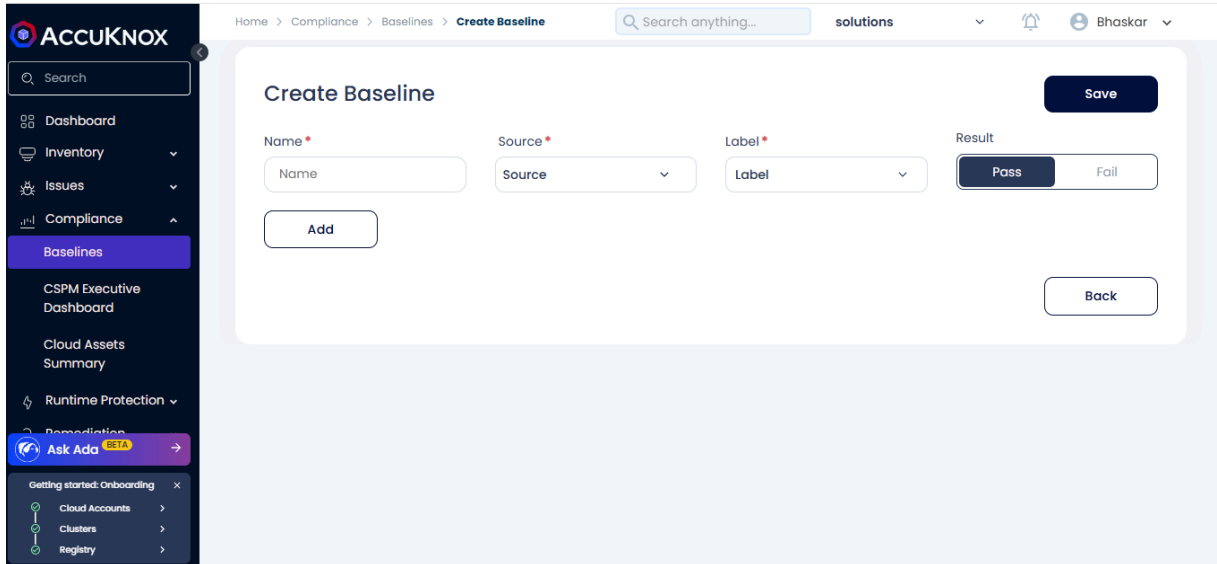 ACCUKNOX
Search
Dashboard
Inventory
Issues
Compliance
Baselines
CSPM Executive
Dashboard
Cloud Assets
Summary
Runtime Protection
Remediation
Ask Ada BETA
Getting started: Onboarding
Cloud Accounts
Clusters
Registry
Home > Compliance > Baselines > Create Baseline
Search anything...
solutions
Bhaskar
Create Baseline
Save
Name *
Source *
Label *
Result
Name
Source
Label
Pass
Fail
Add
Back